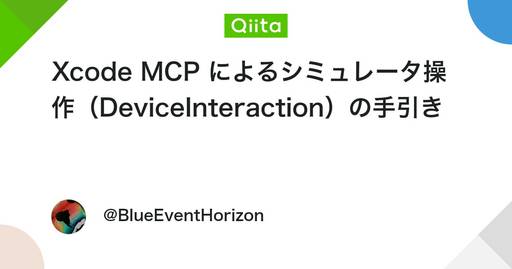 Qiita
Xcode MCP によるシミュレータ操
作（DeviceInteraction）の手引き
@BlueEventHorizon